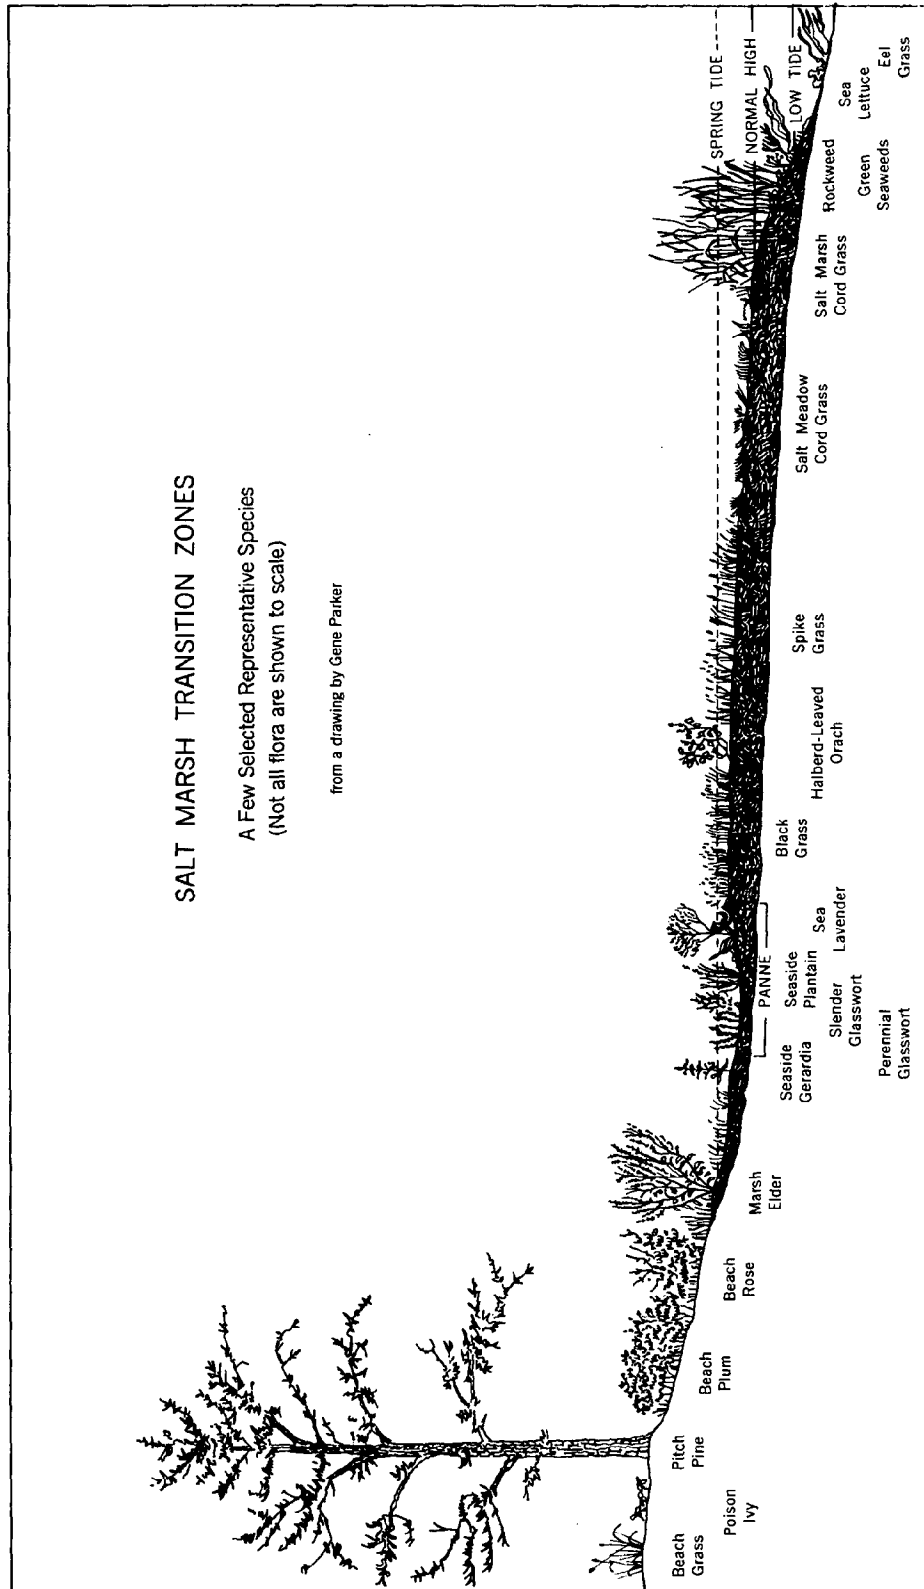 SALT MARSH TRANSITION ZONES
A Few Selected Representative Species
(Not all flora are shown to scale)
from a drawing by Gene Parker
SPRING TIDE
NORMAL HIGH
LOW TIDE
PANNE
Beach
Grass
Poison
Ivy
Pitch
Pine
Beach
Plum
Beach
Rose
Marsh
Elder
Seaside
Gerardia
Perennial
Glasswort
Slender
Glasswort
Seaside
Plantain
Sea
Lavender
Black
Grass
Halberd-Leaved
Orach
Spike
Grass
Salt Meadow
Cord Grass
Salt Marsh
Cord Grass
Rockweed
Green
Seaweeds
Sea
Lettuce
Eel
Grass